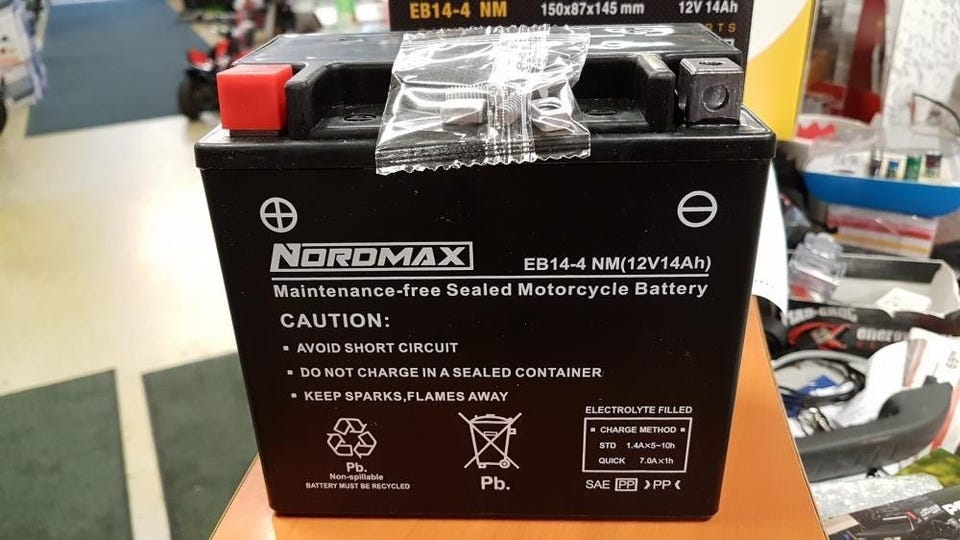 EB14-4 NM 150x87x145 mm 12V 14Ah
NORDMAX
EB14-4 NM(12V14Ah)
Maintenance-free Sealed Motorcycle Battery
CAUTION:
▪ AVOID SHORT CIRCUIT
▪ DO NOT CHARGE IN A SEALED CONTAINER
▪ KEEP SPARKS,FLAMES AWAY
Pb.
Non-spillable
BATTERY MUST BE RECYCLED
Pb.
ELECTROLYTE FILLED
▪ CHARGE METHOD ▪
STD 1.4A×5~10h
QUICK 7.0A×1h
SAE PP >PP<
energy